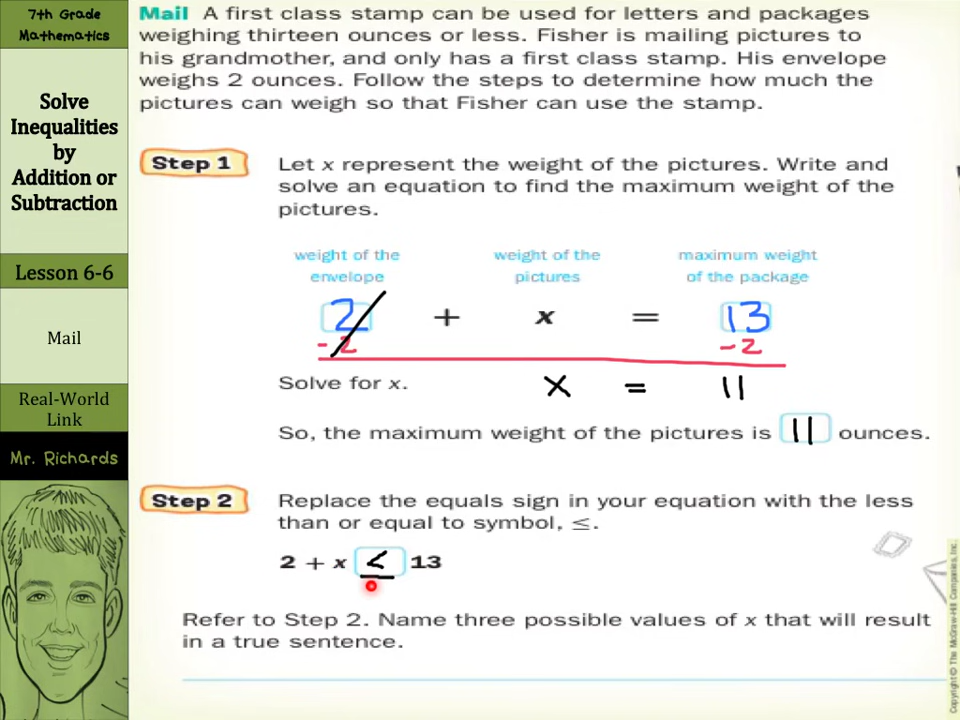 7th Grade
Mathematics
Solve
Inequalities
by
Addition or
Subtraction
Lesson 6-6
Mail
Real-World
Link
Mr. Richards
Mail A first class stamp can be used for letters and packages
weighing thirteen ounces or less. Fisher is mailing pictures to
his grandmother, and only has a first class stamp. His envelope
weighs 2 ounces. Follow the steps to determine how much the
pictures can weigh so that Fisher can use the stamp.
Step 1
Let x represent the weight of the pictures. Write and
solve an equation to find the maximum weight of the
pictures.
weight of the weight of the maximum weight
envelope pictures of the package
2 + x = 13
-2 -2
Solve for x. x = 11
So, the maximum weight of the pictures is 11 ounces.
Step 2
Replace the equals sign in your equation with the less
than or equal to symbol, ≤.
2 + x ≤ 13
Refer to Step 2. Name three possible values of x that will result
in a true sentence.
Copyright © The McGraw-Hill Companies, Inc.